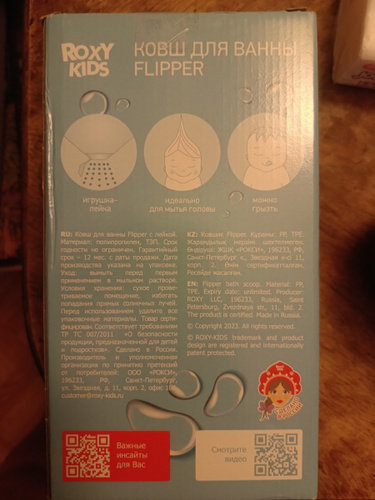 ROXY
KIDS
КОВШ ДЛЯ ВАННЫ
FLIPPER
игрушка-
лейка
идеально
для мытья головы
можно
грызть
RU: Ковш для ванны Flipper с лейкой.
Материал: полипропилен, ТЭП. Срок
годности: не ограничен. Гарантийный
срок – 12 мес. с даты продажи. Дата
производства указана на упаковке.
Уход: вымыть перед первым
применением в мыльном растворе.
Условия хранения: сухое прове-
триваемое помещение, избегать
попадания прямых солнечных лучей.
Перед использованием удалите все
упаковочные материалы. Товар серти-
фицирован. Соответствует требованиям
ТР ТС 007/2011 «О безопасности
продукции, предназначенной для детей
и подростков». Сделано в России.
Производитель и уполномоченная
организация по принятию претензий
от потребителей: ООО «РОКСИ»,
196233, РФ, Санкт-Петербург,
ул. Звездная, д. 11, корп. 2, офис
customer@roxy-kids.ru
KZ: Ковшик Flipper. Құрамы: PP, TPE.
Жарамдылық мерзімі шектелмеген.
Өндіруші: ЖШҚ «РОКСИ», 196233, РФ,
Санкт-Петербург қ., Звездная к-сі 11,
корп. 2. Өнім сертификатталған.
Ресейде жасалған.
EN: Flipper bath scoop. Material: PP,
TPE. Expiry date: unlimited. Producer:
ROXY LLC, 196233, Russia, Saint
Petersburg, Zvezdnaya str., 11, bld. 2.
The product is certified. Made in Russia.
© Copyright 2023. All rights reserved.
© ROXY-KIDS trademark and product
design are registered and internationally
patent protected.
Важные
инсайты
для Вас
Смотрите
видео